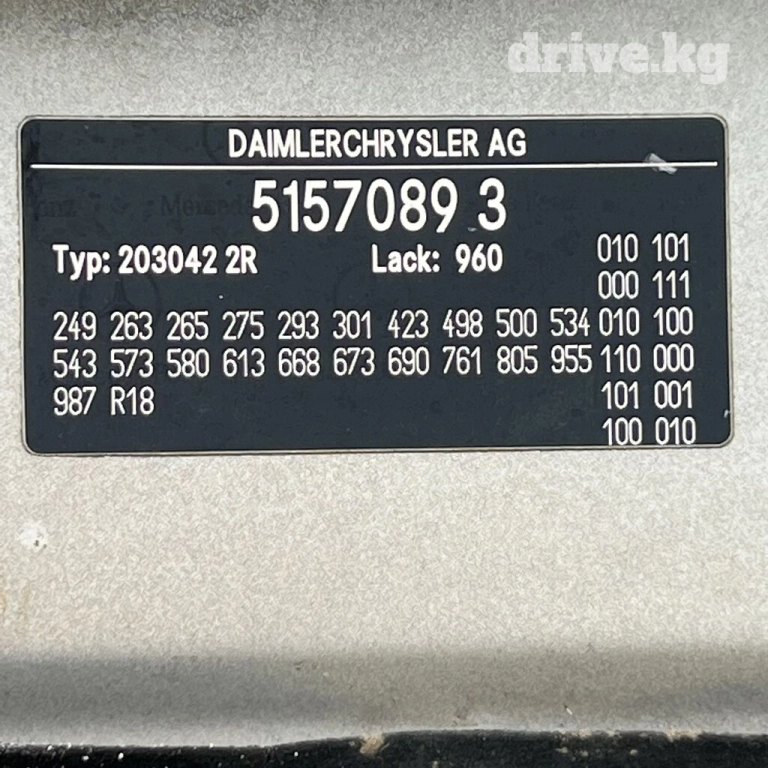 drive.kg
DAIMLERCHRYSLER AG
5157089 3
Typ: 203042 2R Lack: 960 010 101
000 111
249 263 265 275 293 301 423 498 500 534 010 100
543 573 580 613 668 673 690 761 805 955 110 000
987 R18 101 001
100 010